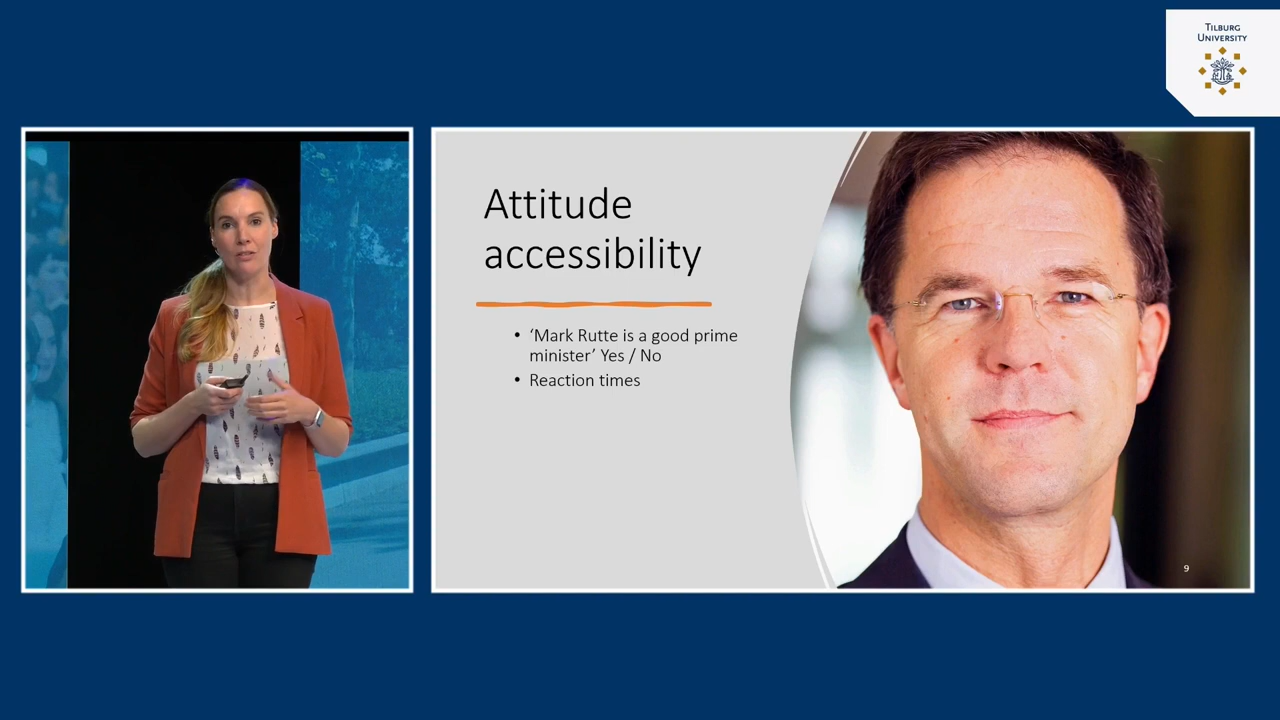 TILBURG
UNIVERSITY
Attitude
accessibility
• ‘Mark Rutte is a good prime
minister’ Yes / No
• Reaction times
9